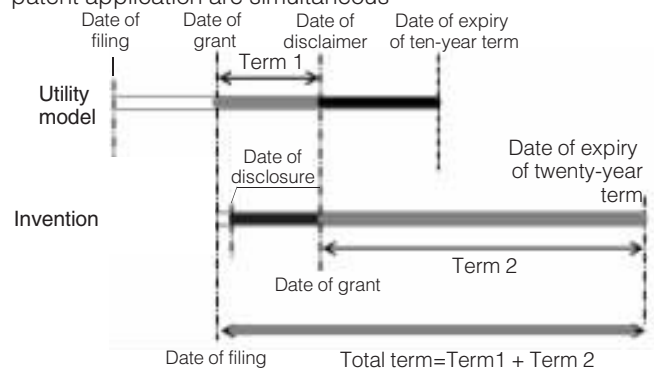 patent application are simultaneous
Date of filing
Date of grant
Date of disclaimer
Date of expiry of ten-year term
Term 1
Utility model
Date of disclosure
Date of expiry of twenty-year term
Invention
Term 2
Date of grant
Date of filing
Total term=Term1 + Term 2